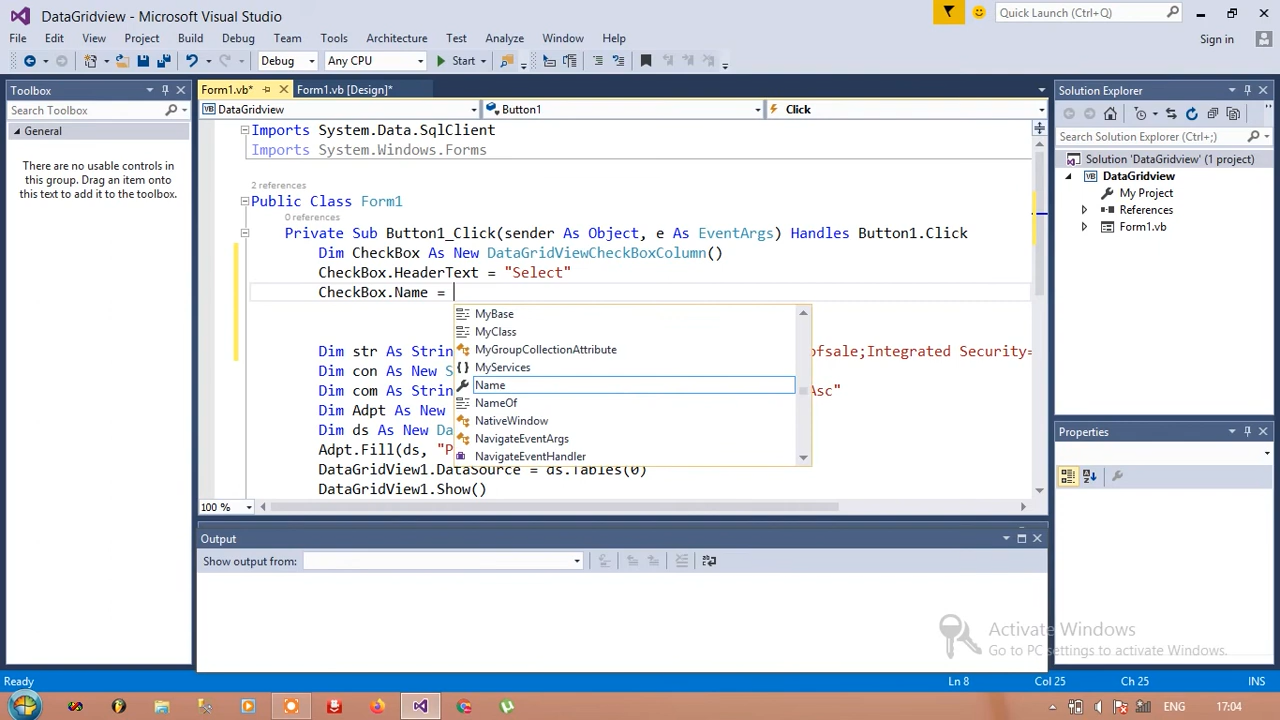 DataGridview - Microsoft Visual Studio
Quick Launch (Ctrl+Q)
File Edit View Project Build Debug Team Tools Architecture Test Analyze Window Help
Sign in
Debug Any CPU Start
Toolbox
Search Toolbox
General
There are no usable controls in
this group. Drag an item onto
this text to add it to the toolbox.
Form1.vb* Form1.vb [Design]*
DataGridview Button1 Click
Imports System.Data.SqlClient
Imports System.Windows.Forms
2 references
Public Class Form1
0 references
Private Sub Button1_Click(sender As Object, e As EventArgs) Handles Button1.Click
Dim CheckBox As New DataGridViewCheckBoxColumn()
CheckBox.HeaderText = "Select"
CheckBox.Name =
MyBase
MyClass
MyGroupCollectionAttribute
MyServices
Name
NameOf
NativeWindow
NavigateEventArgs
NavigateEventHandler
Dim str As Strin ofsale;Integrated Security=
Dim con As New S
Dim com As Strin Asc"
Dim Adpt As New
Dim ds As New Da
Adpt.Fill(ds, "P
DataGridView1.DataSource = ds.Tables(0)
DataGridView1.Show()
100 %
Output
Show output from:
Solution Explorer
Search Solution Explorer (Ctrl+;)
Solution 'DataGridview' (1 project)
DataGridview
My Project
References
Form1.vb
Properties
Activate Windows
Go to PC settings to activate Windows.
Ready Ln 8 Col 25 Ch 25 INS
ENG 17:04